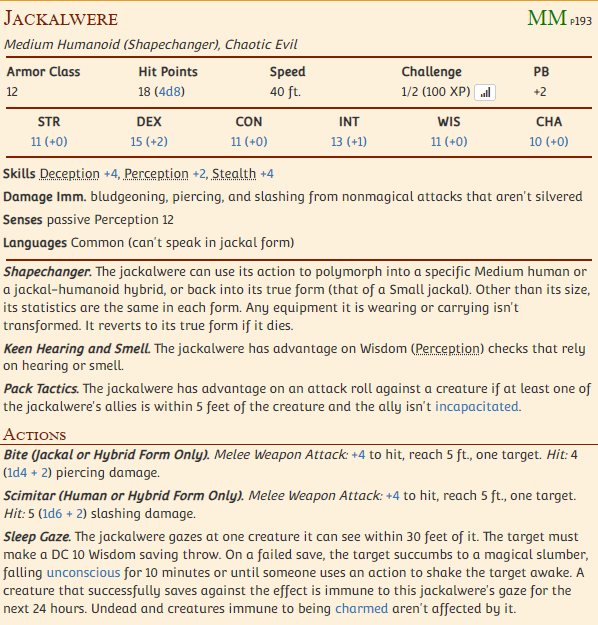 JACKALWERE MM P193
Medium Humanoid (Shapechanger), Chaotic Evil
Armor Class Hit Points Speed Challenge PB
12 18 (4d8) 40 ft. 1/2 (100 XP) +2
STR DEX CON INT WIS CHA
11 (+0) 15 (+2) 11 (+0) 13 (+1) 11 (+0) 10 (+0)
Skills Deception +4, Perception +2, Stealth +4
Damage Imm. bludgeoning, piercing, and slashing from nonmagical attacks that aren't silvered
Senses passive Perception 12
Languages Common (can't speak in jackal form)
Shapechanger. The jackalwere can use its action to polymorph into a specific Medium human or
a jackal-humanoid hybrid, or back into its true form (that of a Small jackal). Other than its size,
its statistics are the same in each form. Any equipment it is wearing or carrying isn't
transformed. It reverts to its true form if it dies.
Keen Hearing and Smell. The jackalwere has advantage on Wisdom (Perception) checks that rely
on hearing or smell.
Pack Tactics. The jackalwere has advantage on an attack roll against a creature if at least one of
the jackalwere's allies is within 5 feet of the creature and the ally isn't incapacitated.
ACTIONS
Bite (Jackal or Hybrid Form Only). Melee Weapon Attack: +4 to hit, reach 5 ft., one target. Hit: 4
(1d4 + 2) piercing damage.
Scimitar (Human or Hybrid Form Only). Melee Weapon Attack: +4 to hit, reach 5 ft., one target.
Hit: 5 (1d6 + 2) slashing damage.
Sleep Gaze. The jackalwere gazes at one creature it can see within 30 feet of it. The target must
make a DC 10 Wisdom saving throw. On a failed save, the target succumbs to a magical slumber,
falling unconscious for 10 minutes or until someone uses an action to shake the target awake. A
creature that successfully saves against the effect is immune to this jackalwere's gaze for the
next 24 hours. Undead and creatures immune to being charmed aren't affected by it.